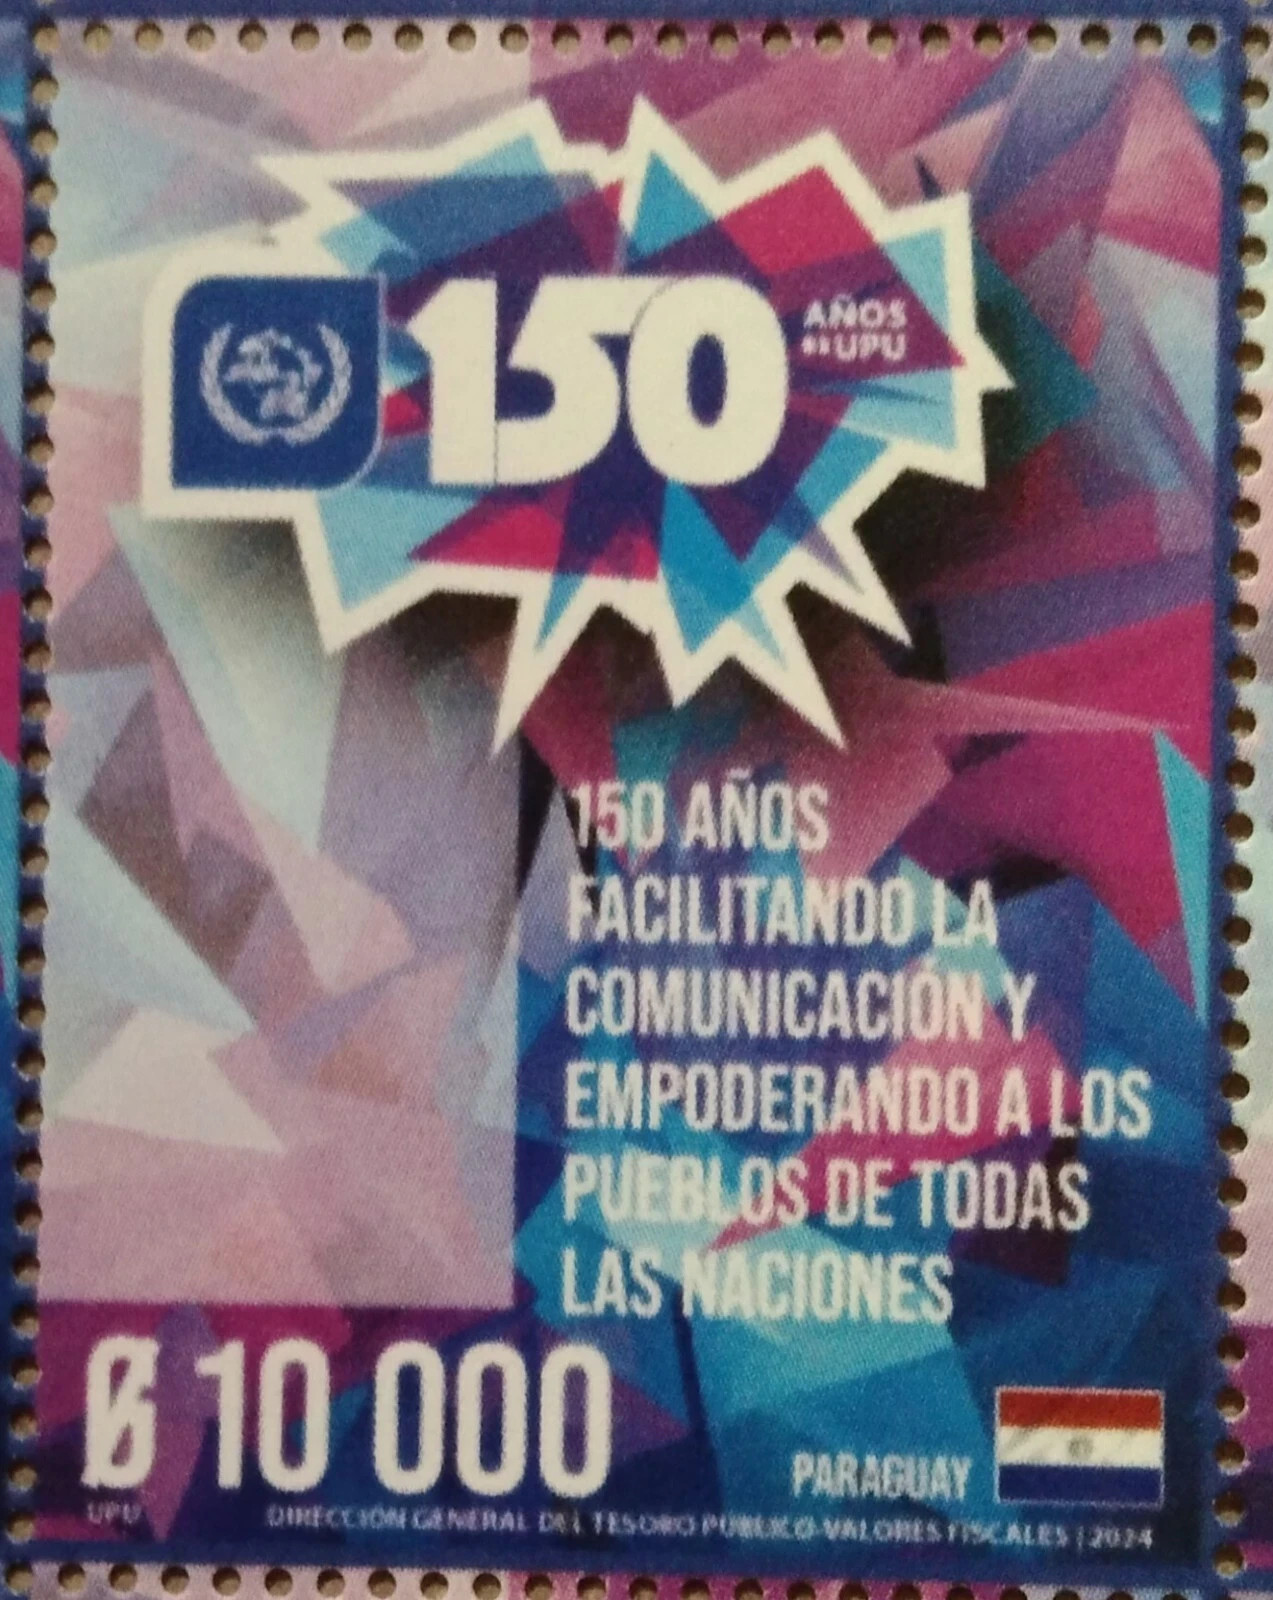 150
AÑOS
UPU
150 AÑOS
FACILITANDO LA
COMUNICACIÓN Y
EMPODERANDO A LOS
PUEBLOS DE TODAS
LAS NACIONES
₲ 10 000
PARAGUAY
UPU
DIRECCIÓN GENERAL DEL TESORO PÚBLICO-VALORES FISCALES | 2024